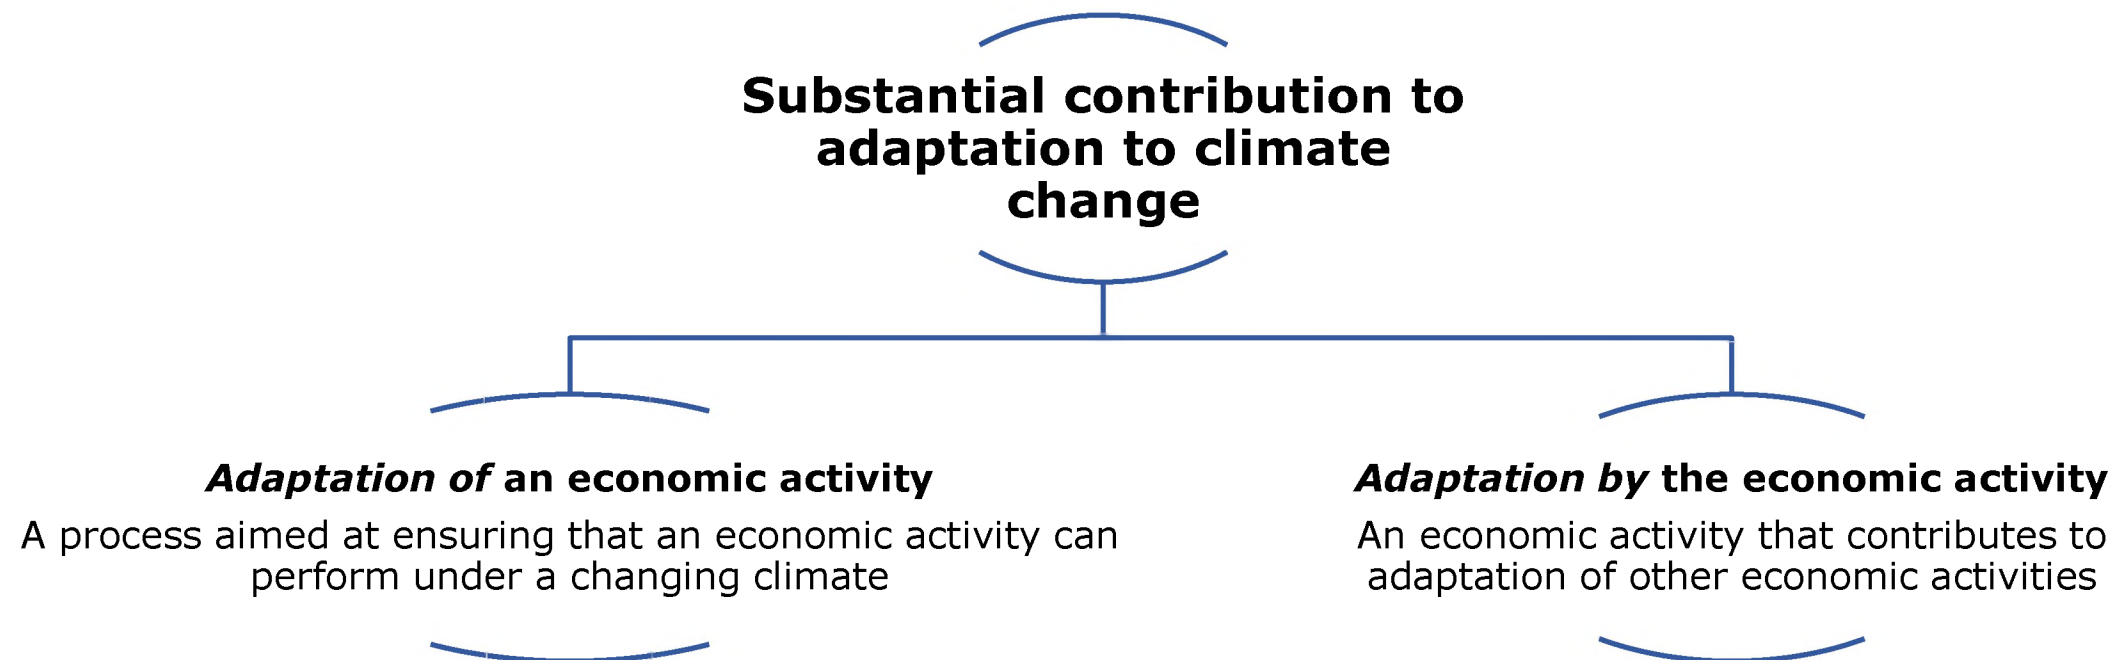 Substantial contribution to
adaptation to climate
change
Adaptation of an economic activity
A process aimed at ensuring that an economic activity can
perform under a changing climate
Adaptation by the economic activity
An economic activity that contributes to
adaptation of other economic activities